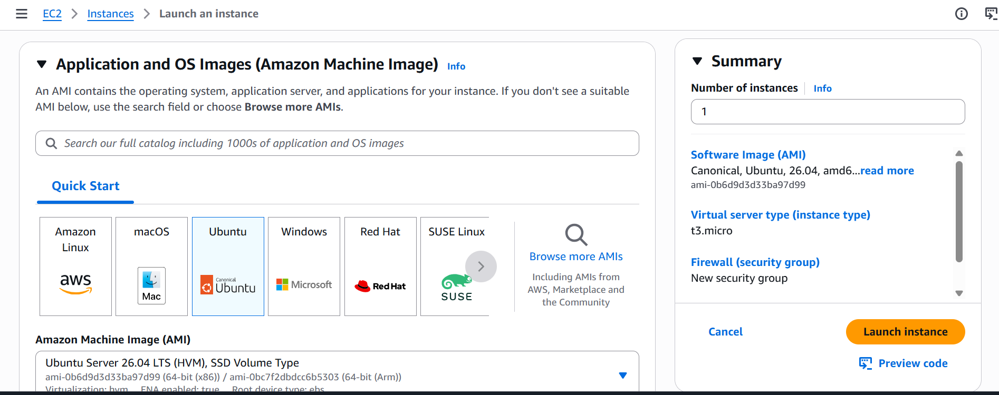 EC2 > Instances > Launch an instance
Application and OS Images (Amazon Machine Image) Info
An AMI contains the operating system, application server, and applications for your instance. If you don't see a suitable
AMI below, use the search field or choose Browse more AMIs.
Search our full catalog including 1000s of application and OS images
Quick Start
Amazon
Linux
aws
macOS
Mac
Ubuntu
Canonical
Ubuntu
Windows
Microsoft
Red Hat
Red Hat
SUSE Linux
SUSE
Browse more AMIs
Including AMIs from
AWS, Marketplace and
the Community
Amazon Machine Image (AMI)
Ubuntu Server 26.04 LTS (HVM), SSD Volume Type
ami-0b6d9d3d33ba97d99 (64-bit (x86)) / ami-0bc7f2dbdcc6b5303 (64-bit (Arm))
Virtualization: hvm ENA enabled: true Root device type: ebs
Summary
Number of instances Info
1
Software Image (AMI)
Canonical, Ubuntu, 26.04, amd6...read more
ami-0b6d9d3d33ba97d99
Virtual server type (instance type)
t3.micro
Firewall (security group)
New security group
Cancel
Launch instance
Preview code